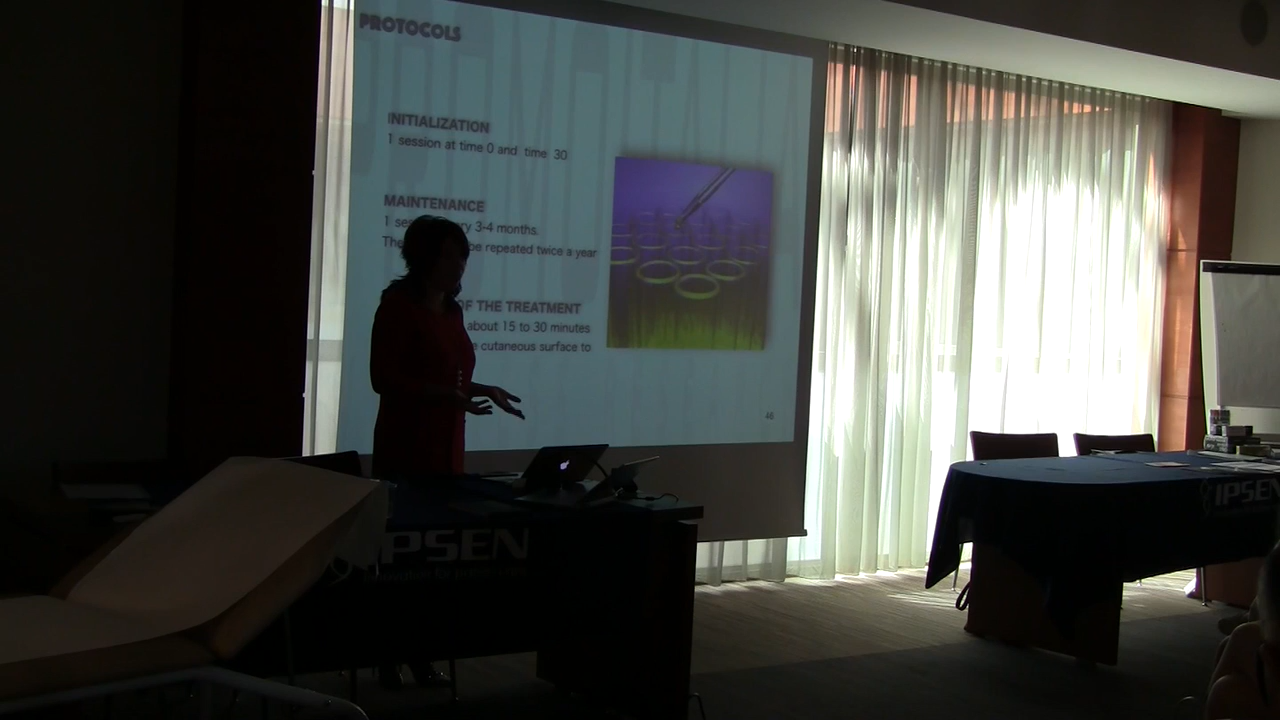 PROTOCOLS
INITIALIZATION
1 session at time 0 and time 30
MAINTENANCE
1 ry 3-4 months.
The be repeated twice a year
OF THE TREATMENT
about 15 to 30 minutes
cutaneous surface to
46
IPSEN
IPSEN